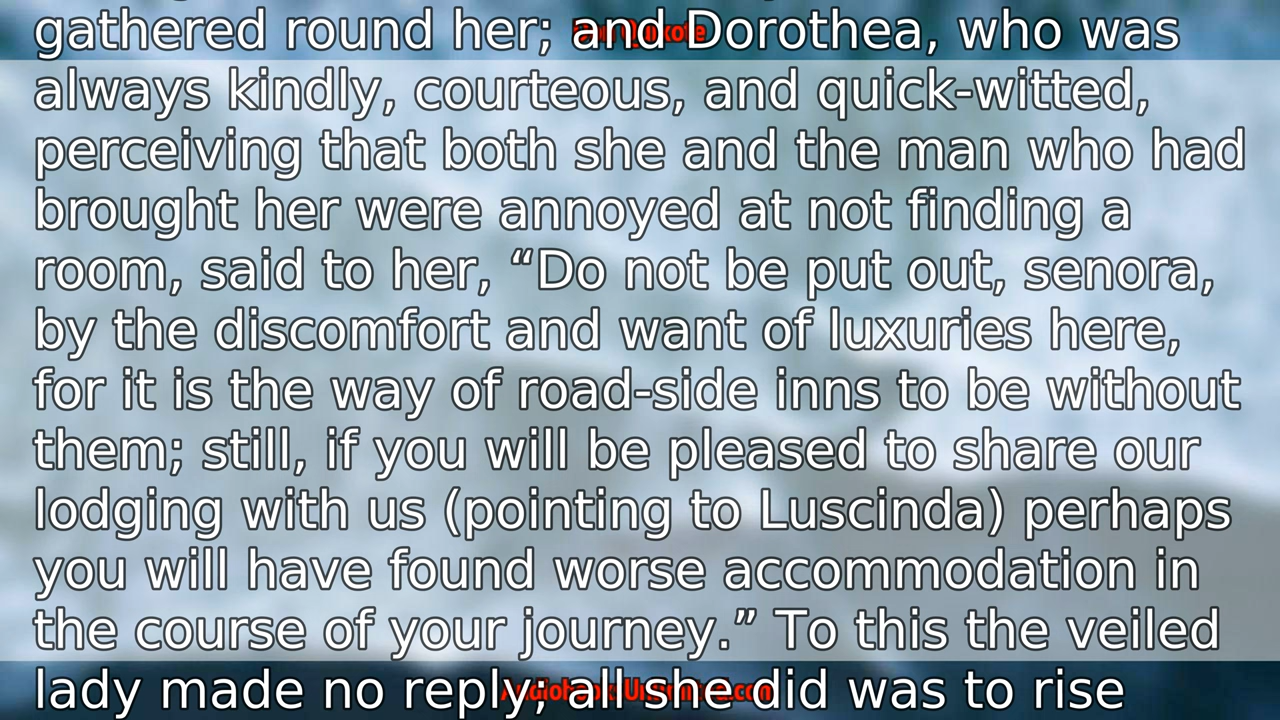 gathered round her; and Dorothea, who was
always kindly, courteous, and quick-witted,
perceiving that both she and the man who had
brought her were annoyed at not finding a
room, said to her, “Do not be put out, senora,
by the discomfort and want of luxuries here,
for it is the way of road-side inns to be without
them; still, if you will be pleased to share our
lodging with us (pointing to Luscinda) perhaps
you will have found worse accommodation in
the course of your journey.” To this the veiled
lady made no reply; all she did was to rise